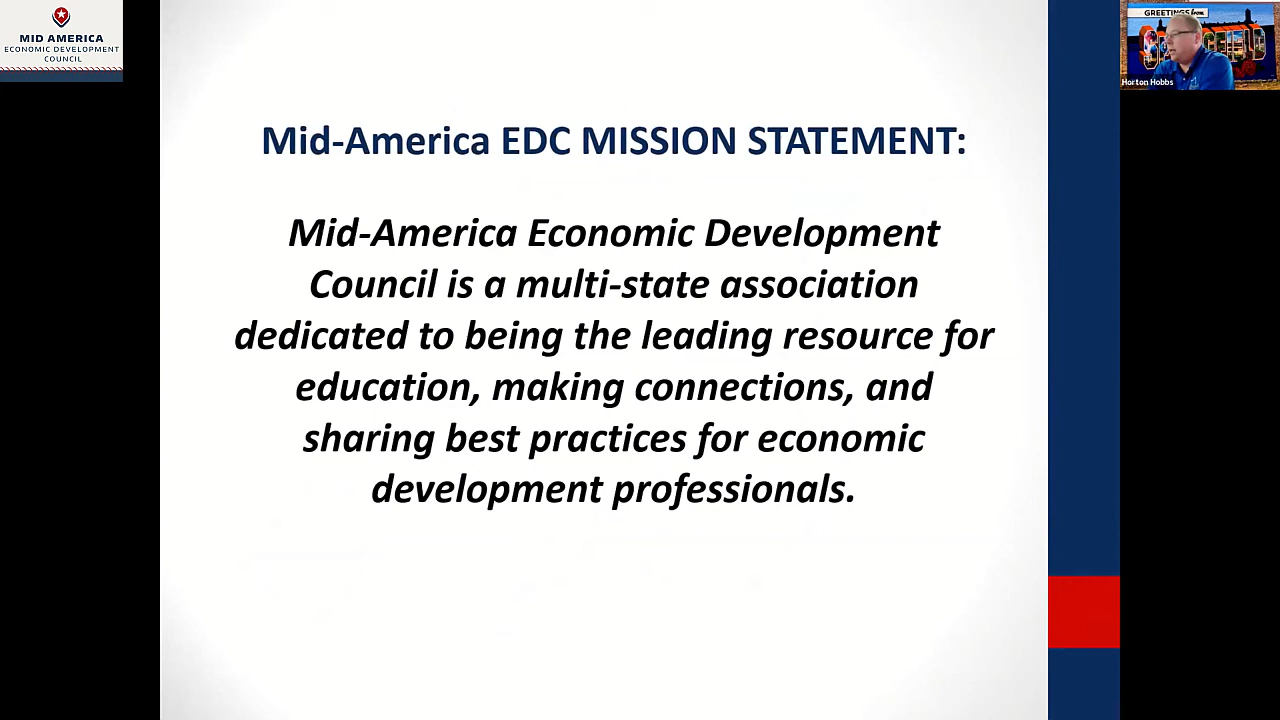 MID AMERICA
ECONOMIC DEVELOPMENT
COUNCIL
GREETINGS from
Horton Hobbs
Mid-America EDC MISSION STATEMENT:
Mid-America Economic Development
Council is a multi-state association
dedicated to being the leading resource for
education, making connections, and
sharing best practices for economic
development professionals.